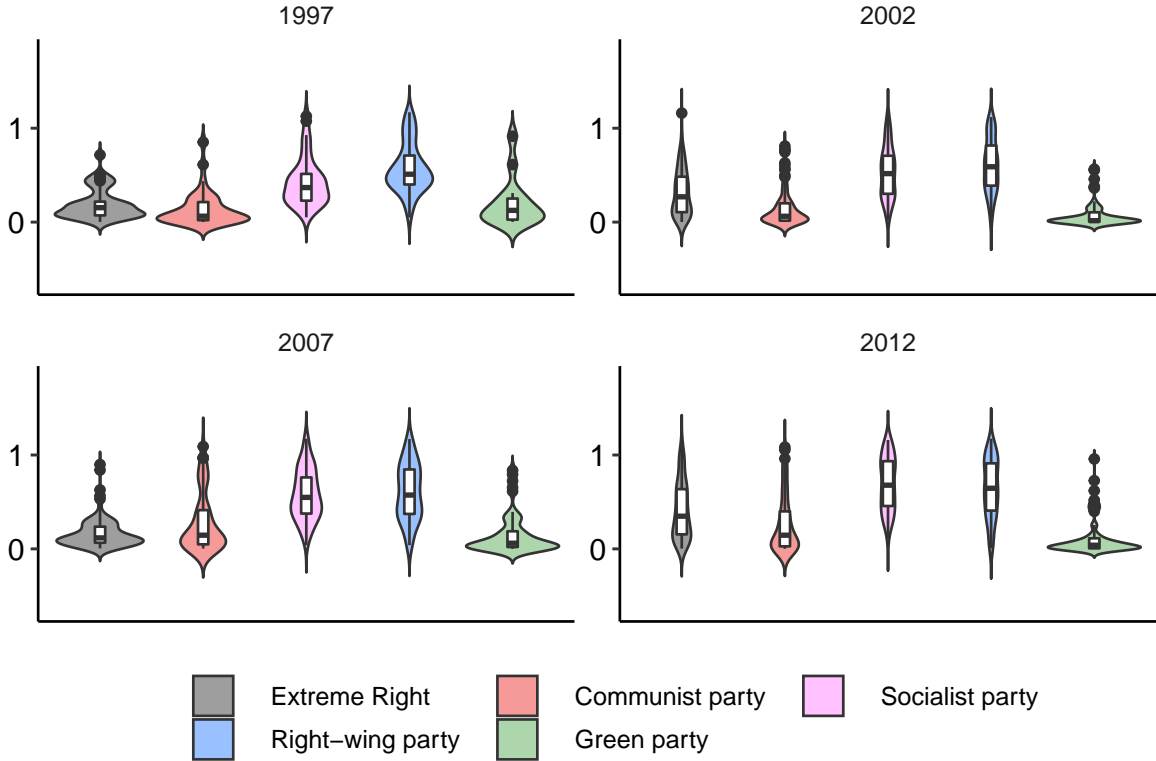 1997
2002
1
0
1
0
2007
2012
1
0
1
0
Extreme Right
Communist party
Socialist party
Right−wing party
Green party